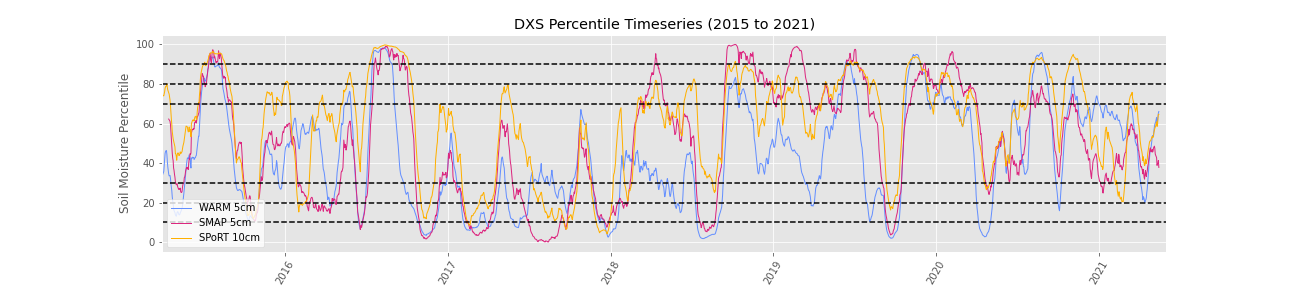 DXS Percentile Timeseries (2015 to 2021)
Soil Moisture Percentile
100
80
60
40
20
0
WARM 5cm
SMAP 5cm
SPoRT 10cm
2016
2017
2018
2019
2020
2021